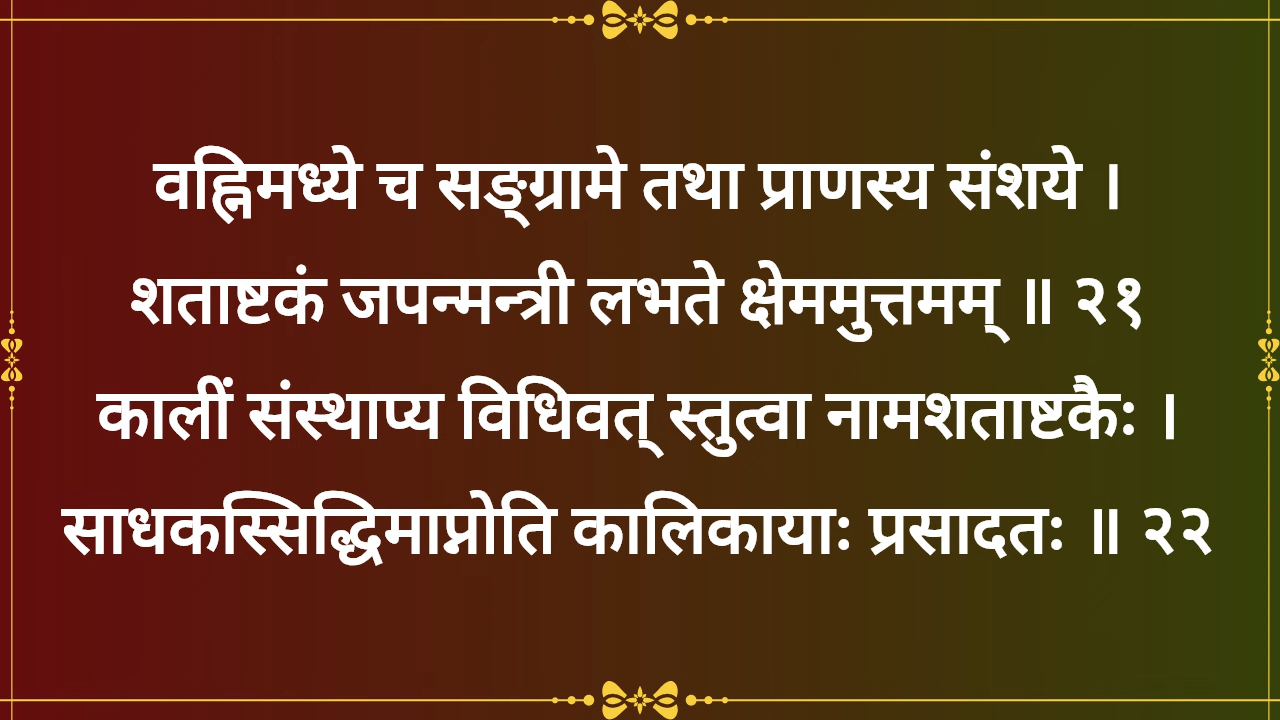 वह्निमध्ये च सङ्ग्रामे तथा प्राणस्य संशये ।
शताष्टकं जपन्मन्त्री लभते क्षेममुत्तमम् ॥ २१
कालीं संस्थाप्य विधिवत् स्तुत्वा नामशताष्टकैः ।
साधकस्सिद्धिमाप्नोति कालिकायाः प्रसादतः ॥ २२